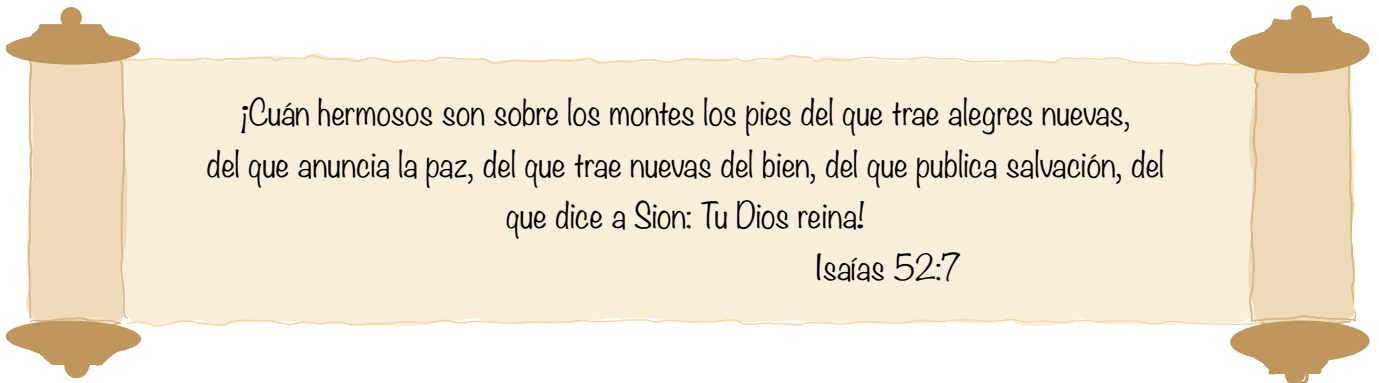 ¡Cuán hermosos son sobre los montes los pies del que trae alegres nuevas,
del que anuncia la paz, del que trae nuevas del bien, del que publica salvación, del
que dice a Sion: Tu Dios reina!
Isaías 52:7